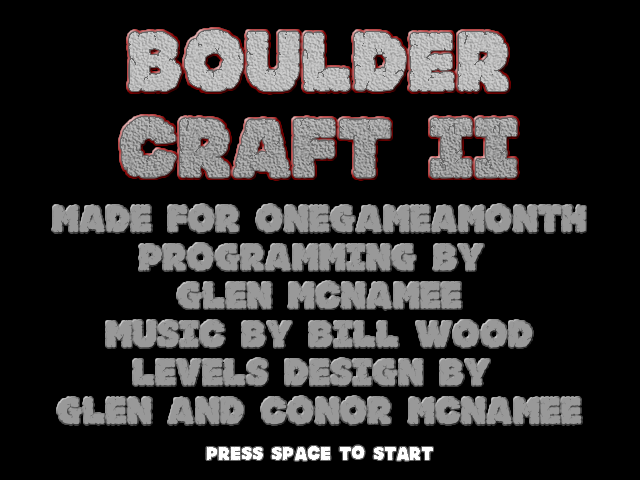 BOULDER
CRAFT II
MADE FOR ONEGAMEAMONTH
PROGRAMMING BY
GLEN MCNAMEE
MUSIC BY BILL WOOD
LEVELS DESIGN BY
GLEN AND CONOR MCNAMEE
PRESS SPACE TO START